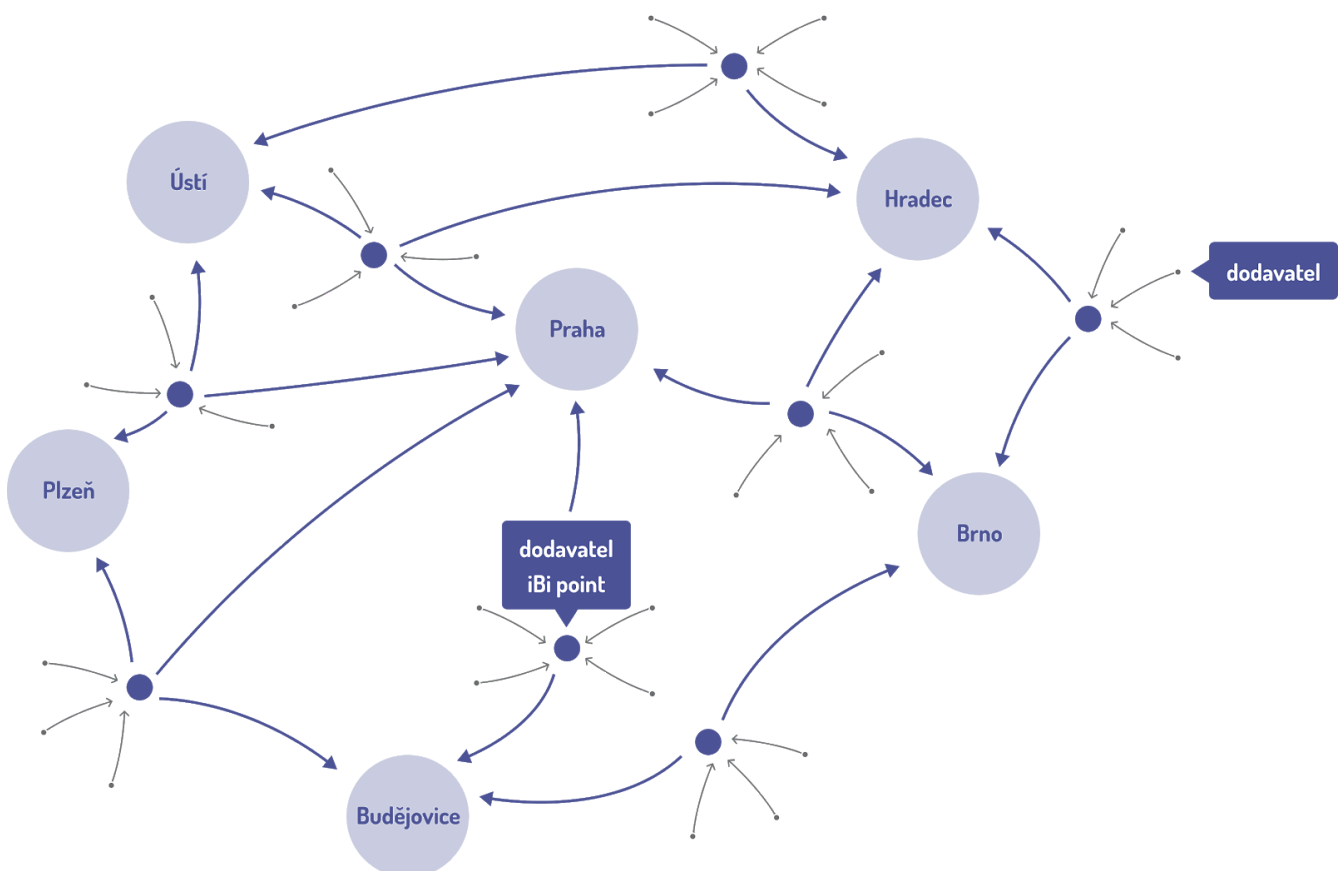 Ústí
Hradec
dodavatel
Praha
Plzeň
Brno
dodavatel
iBi point
Budějovice